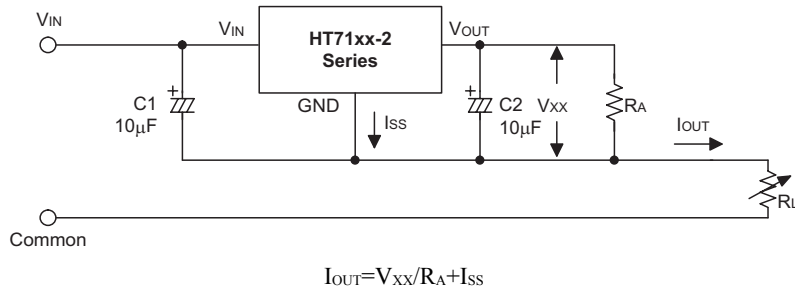 VIN
VIN
HT71xx-2
Series
VOUT
GND
C1
10μF
ISS
C2
10μF
VXX
RA
IOUT
RL
Common
IOUT=VXX/RA+ISS